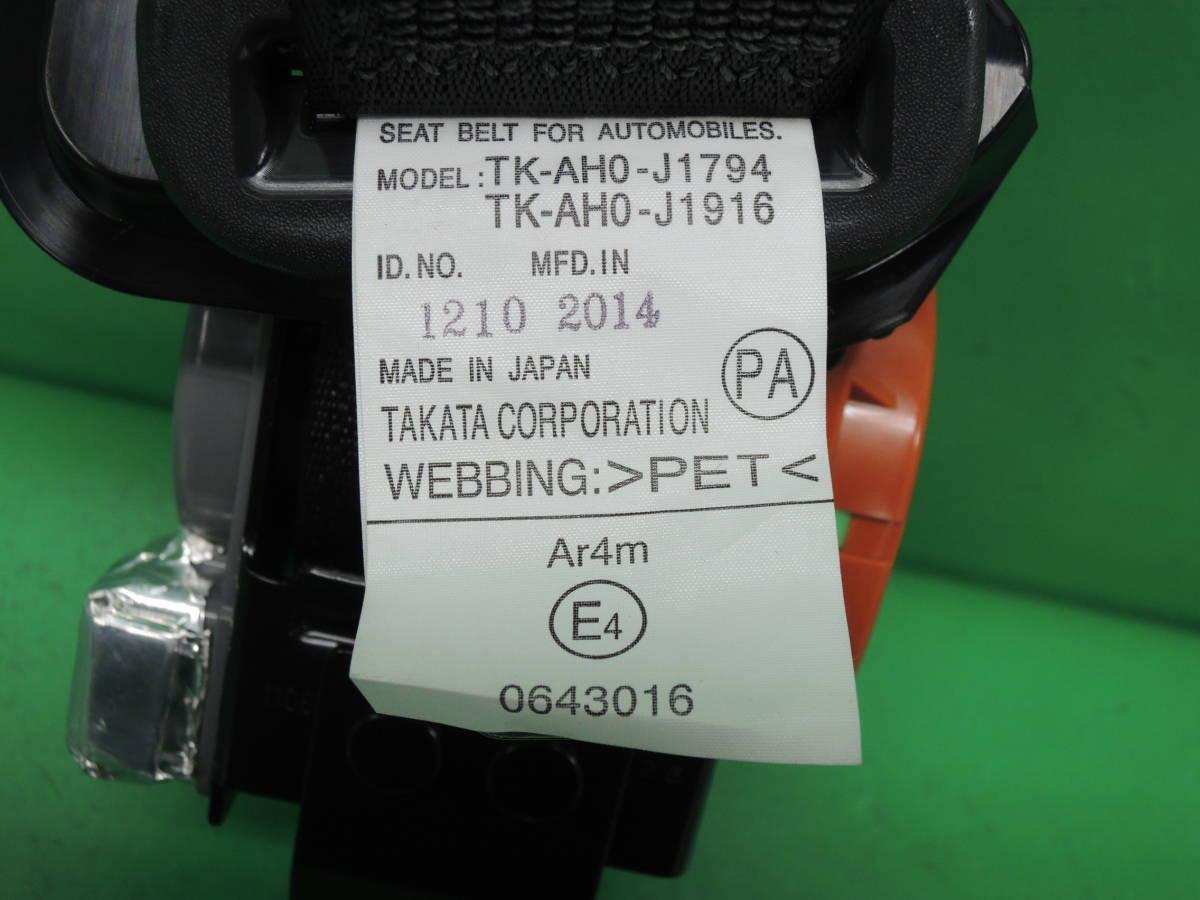 SEAT BELT FOR AUTOMOBILES.
MODEL: TK-AH0-J1794
TK-AH0-J1916
ID.NO. MFD.IN
1210 2014
MADE IN JAPAN
PA
TAKATA CORPORATION
WEBBING: >PET<
Ar4m
E4
0643016